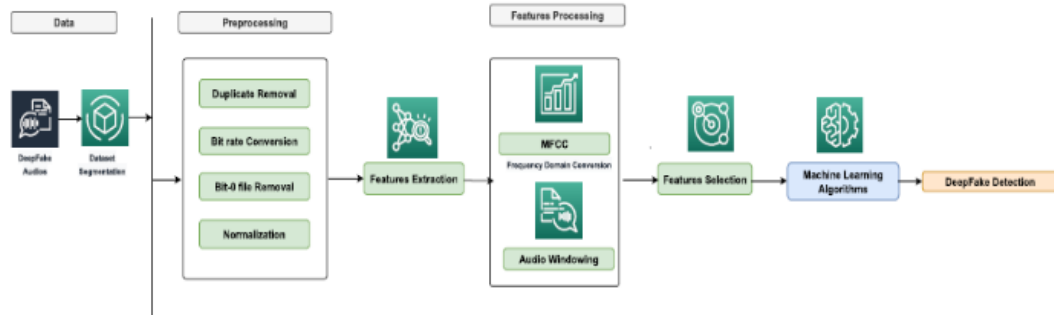 Data
Preprocessing
Features Processing
DeepFake
Audios
Dataset
Segmentation
Duplicate Removal
Bit rate Conversion
Bit-0 file Removal
Normalization
Features Extraction
MFCC
Frequency Domain Conversion
Audio Windowing
Features Selection
Machine Learning
Algorithms
DeepFake Detection